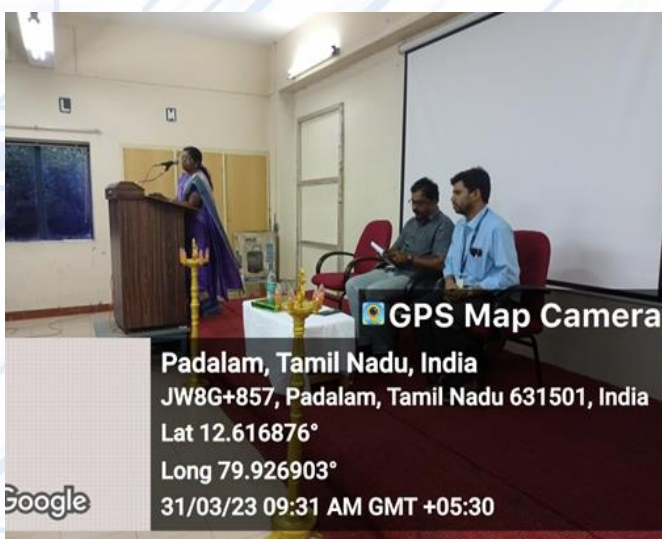 L
M
GPS Map Camera
Padalam, Tamil Nadu, India
JW8G+857, Padalam, Tamil Nadu 631501, India
Lat 12.616876°
Long 79.926903°
31/03/23 09:31 AM GMT +05:30
Google